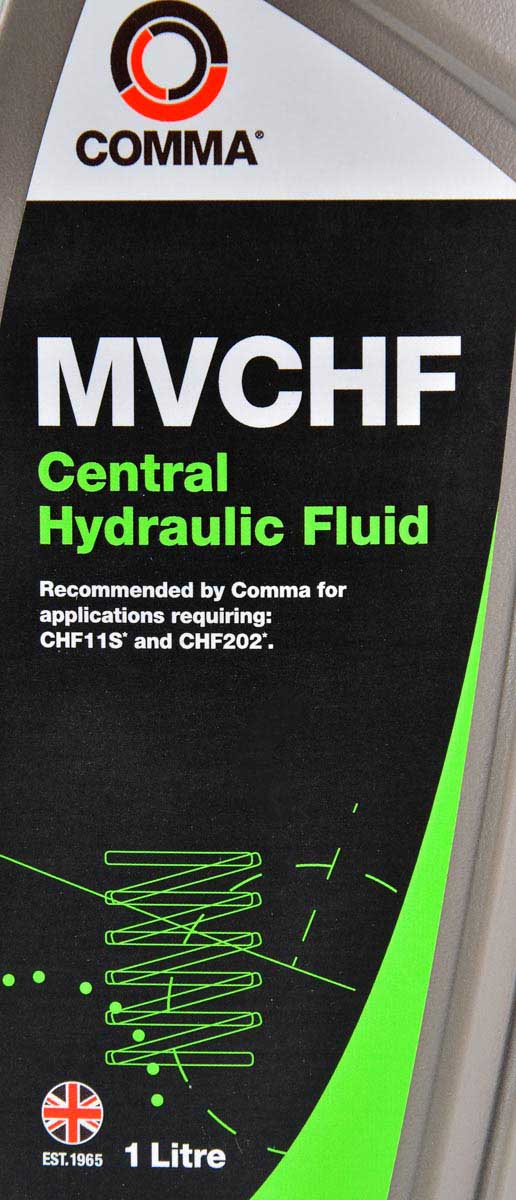 COMMA®
MVCHF
Central
Hydraulic Fluid
Recommended by Comma for
applications requiring:
CHF11S* and CHF202*.
EST.1965 1 Litre